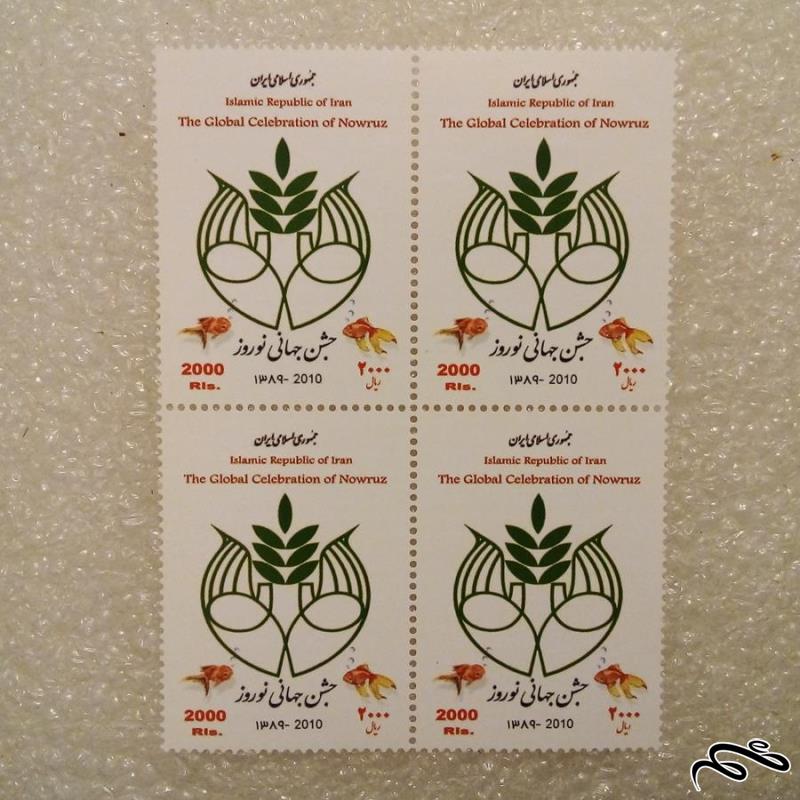 جمهوری اسلامی ایران
Islamic Republic of Iran
The Global Celebration of Nowruz
جشن جهانی نوروز
2000
Rls.
۱۳۸۹- 2010
۲۰۰۰
ریال
جمهوری اسلامی ایران
Islamic Republic of Iran
The Global Celebration of Nowruz
جشن جهانی نوروز
2000
Rls.
۱۳۸۹- 2010
۲۰۰۰
ریال
جمهوری اسلامی ایران
Islamic Republic of Iran
The Global Celebration of Nowruz
جشن جهانی نوروز
2000
Rls.
۱۳۸۹- 2010
۲۰۰۰
ریال
جمهوری اسلامی ایران
Islamic Republic of Iran
The Global Celebration of Nowruz
جشن جهانی نوروز
2000
Rls.
۱۳۸۹- 2010
۲۰۰۰
ریال